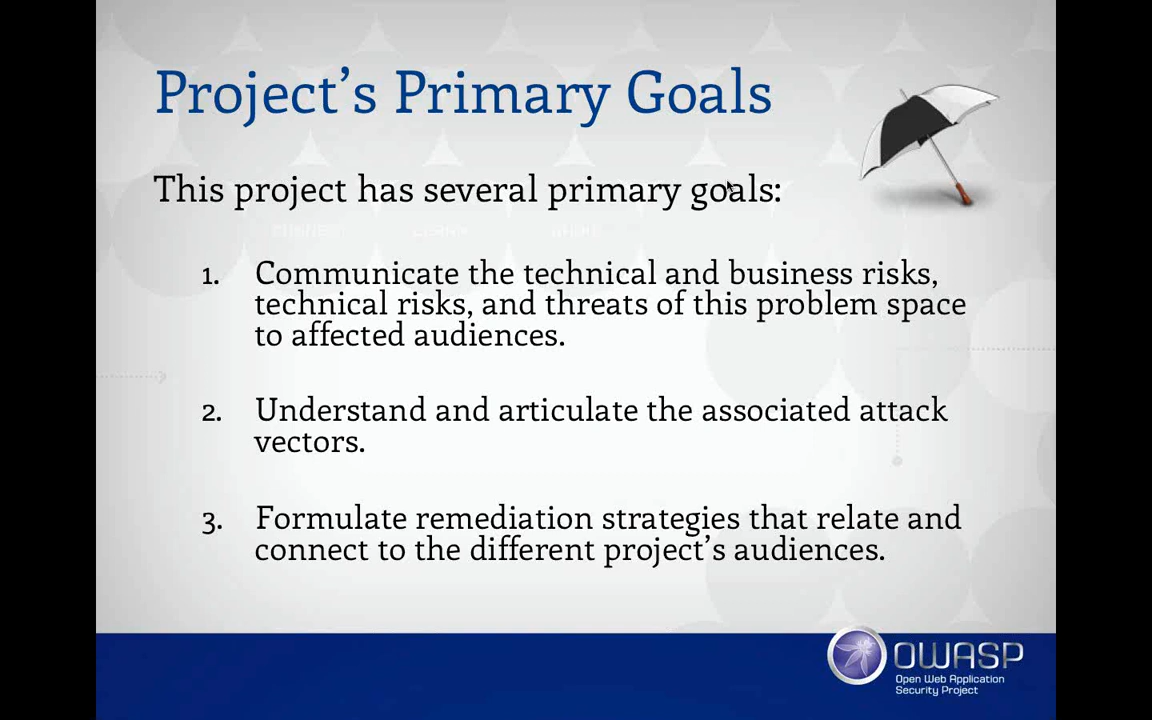 Project's Primary Goals
This project has several primary goals:
1. Communicate the technical and business risks,
technical risks, and threats of this problem space
to affected audiences.
2. Understand and articulate the associated attack
vectors.
3. Formulate remediation strategies that relate and
connect to the different project's audiences.
OWASP
Open Web Application
Security Project